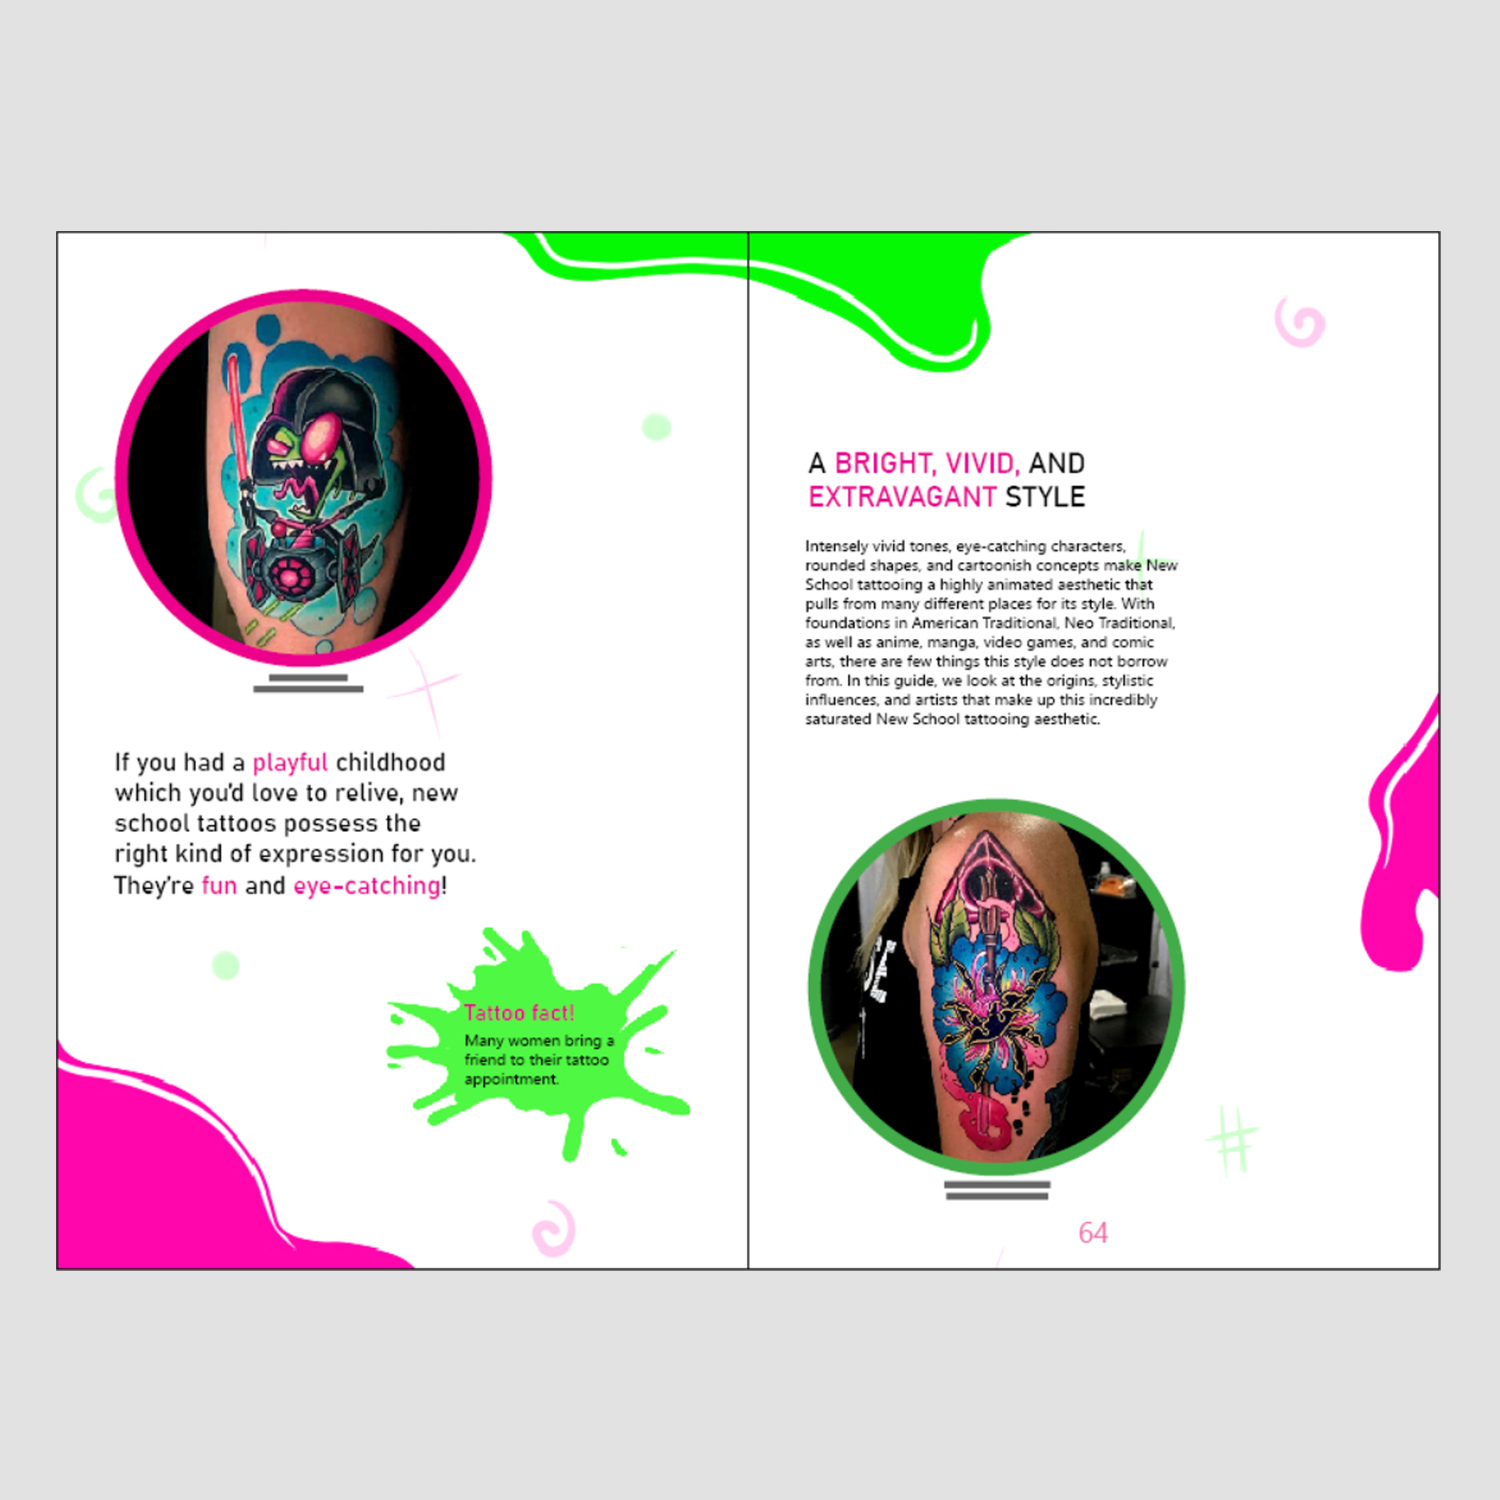 If you had a playful childhood
which you'd love to relive, new
school tattoos possess the
right kind of expression for you.
They're fun and eye-catching!
Tattoo fact!
Many women bring a
friend to their tattoo
appointment.
A BRIGHT, VIVID, AND
EXTRAVAGANT STYLE
Intensely vivid tones, eye-catching characters,
rounded shapes, and cartoonish concepts make New
School tattooing a highly animated aesthetic that
pulls from many different places for its style. With
foundations in American Traditional, Neo Traditional,
as well as anime, manga, video games, and comic
arts, there are few things this style does not borrow
from. In this guide, we look at the origins, stylistic
influences, and artists that make up this incredibly
saturated New School tattooing aesthetic.
64